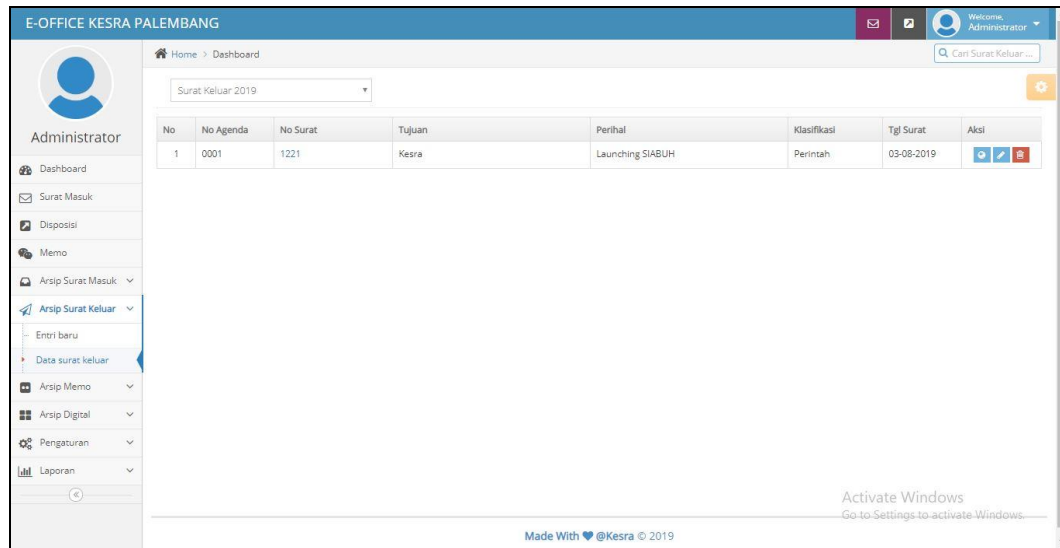 E-OFFICE KESRA PALEMBANG
Welcome,
Administrator
Home > Dashboard
Cari Surat Keluar ...
Administrator
Surat Keluar 2019
No No Agenda No Surat Tujuan Perihal Klasifikasi Tgl Surat Aksi
1 0001 1221 Kesra Launching SIABUH Perintah 03-08-2019
Dashboard
Surat Masuk
Disposisi
Memo
Arsip Surat Masuk
Arsip Surat Keluar
Entri baru
Data surat keluar
Arsip Memo
Arsip Digital
Pengaturan
Laporan
Activate Windows
Go to Settings to activate Windows.
Made With @Kesra © 2019